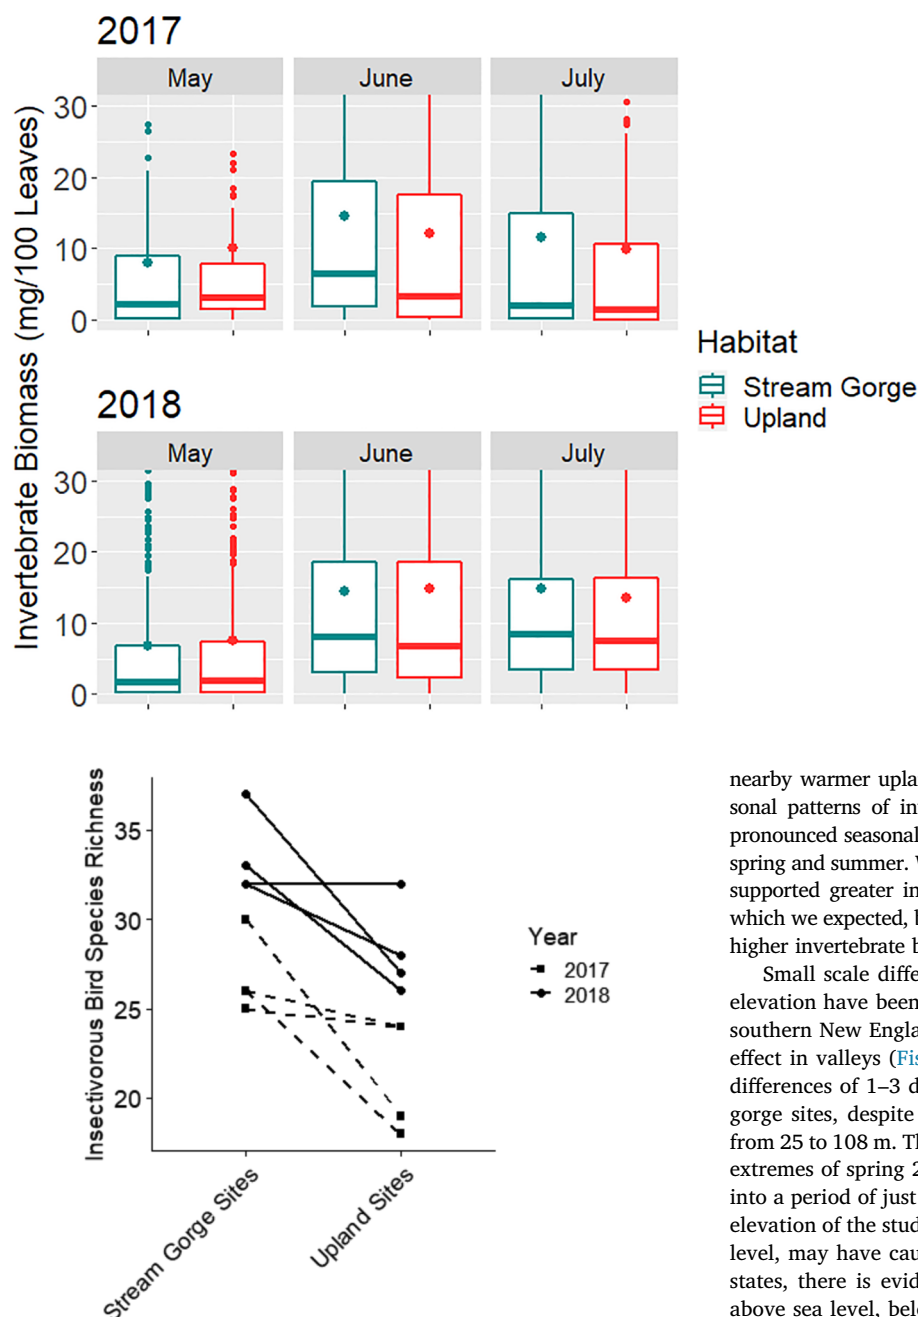 2017
May
June
July
30
20
10
0
Invertebrate Biomass (mg/100 Leaves)
Habitat
Stream Gorge
Upland
2018
May
June
July
30
20
10
0
Insectivorous Bird Species Richness
35
30
25
20
Stream Gorge Sites
Upland Sites
Year
2017
2018
nearby warmer upla
sonal patterns of in
pronounced seasonal
spring and summer. W
supported greater in
which we expected, b
higher invertebrate b
Small scale diffe
elevation have been
southern New Engla
effect in valleys (Fis
differences of 1–3 d
gorge sites, despite
from 25 to 108 m. Th
extremes of spring 2
into a period of just
elevation of the stud
level, may have cau
states, there is evid
above sea level, bel